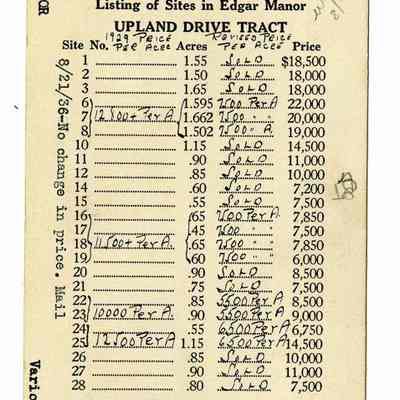 Listing of Sites in Edgar Manor
UPLAND DRIVE TRACT
1929 PRICE PER ACRE REVISED PRICE PER ACRE
Site No. Acres Price
1 1.55 SOLD $18,500
2 1.50 SOLD 18,000
3 1.65 SOLD 18,000
6 1.595 7500 Per A 22,000
7 12500+ Per A 1.662 7500 " " 20,000
8 1.502 7500 " A 19,000
10 1.15 SOLD 14,500
11 .90 SOLD 11,000
12 .85 SOLD 10,000
14 .60 SOLD 7,200
15 .55 SOLD 7,500
16 .65 7500 Per A. 7,850
17 .45 7500 " " 7,500
18 11500+ Per A. .65 7500 " " 7,850
19 .60 7500 " " 6,000
20 .90 SOLD 8,500
21 .75 SOLD 7,500
22 .85 5500 Per A 8,500
23 10000 Per A. .90 5500 Per A 9,000
24 .55 6500 Per A 6,750
25 12500 Per A 1.15 6500 Per A 14,500
26 .85 SOLD 10,000
27 .90 SOLD 11,000
28 .80 SOLD 7,500
8/21/36-No change in price. Mail
OR
Vario